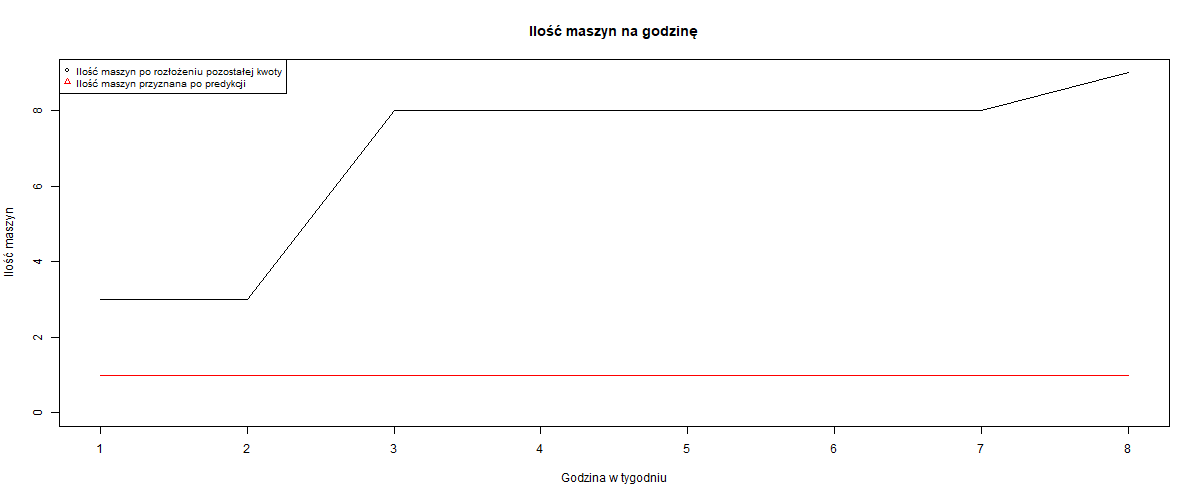 Ilość maszyn na godzinę
Ilość maszyn po rozłożeniu pozostałej kwoty
Ilość maszyn przyznana po predykcji
Ilość maszyn
8
6
4
2
0
1 2 3 4 5 6 7 8
Godzina w tygodniu